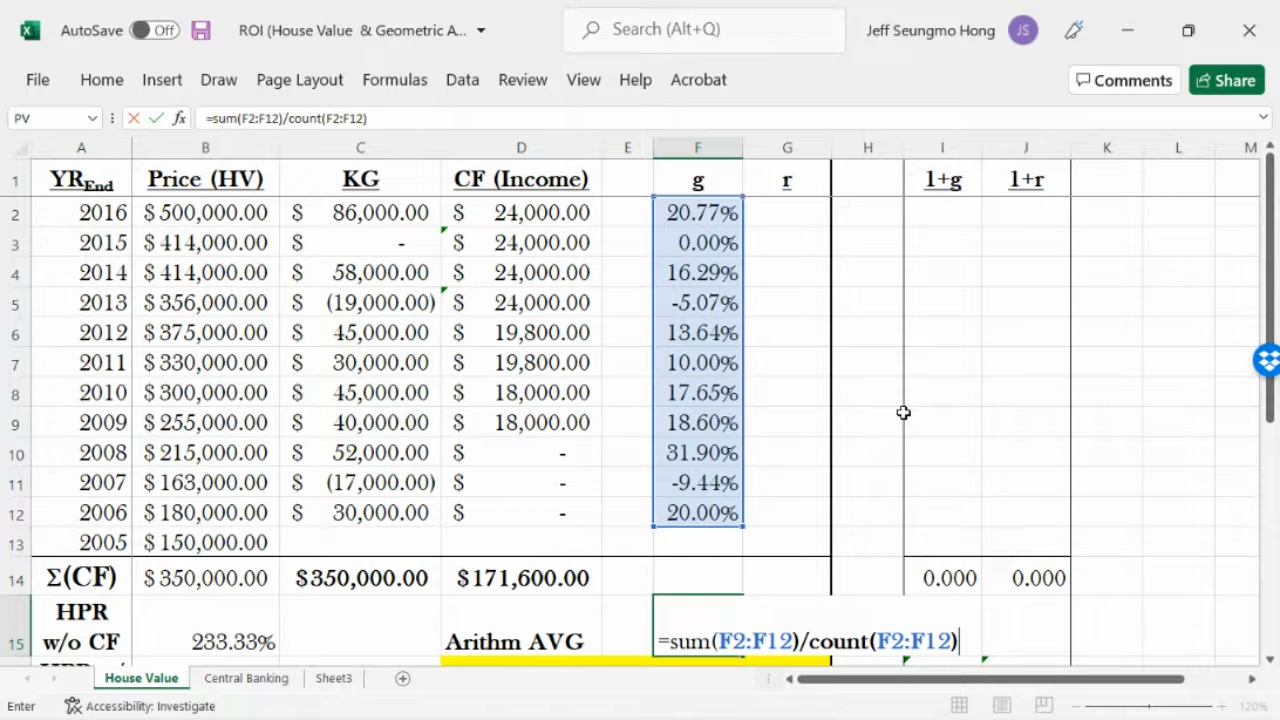 AutoSave Off ROI (House Value & Geometric A... Search (Alt+Q) Jeff Seungmo Hong JS
File Home Insert Draw Page Layout Formulas Data Review View Help Acrobat Comments Share
PV fx =sum(F2:F12)/count(F2:F12)
A B C D E F G H I J K L M
1 YREnd Price (HV) KG CF (Income) g r 1+g 1+r
2 2016 $ 500,000.00 $ 86,000.00 $ 24,000.00 20.77%
3 2015 $ 414,000.00 $ - $ 24,000.00 0.00%
4 2014 $ 414,000.00 $ 58,000.00 $ 24,000.00 16.29%
5 2013 $ 356,000.00 $ (19,000.00) $ 24,000.00 -5.07%
6 2012 $ 375,000.00 $ 45,000.00 $ 19,800.00 13.64%
7 2011 $ 330,000.00 $ 30,000.00 $ 19,800.00 10.00%
8 2010 $ 300,000.00 $ 45,000.00 $ 18,000.00 17.65%
9 2009 $ 255,000.00 $ 40,000.00 $ 18,000.00 18.60%
10 2008 $ 215,000.00 $ 52,000.00 $ - 31.90%
11 2007 $ 163,000.00 $ (17,000.00) $ - -9.44%
12 2006 $ 180,000.00 $ 30,000.00 $ - 20.00%
13 2005 $ 150,000.00
14 Σ(CF) $ 350,000.00 $350,000.00 $171,600.00 0.000 0.000
HPR
15 w/o CF 233.33% Arithm AVG =sum(F2:F12)/count(F2:F12)
House Value Central Banking Sheet3
Enter Accessibility: Investigate 120%